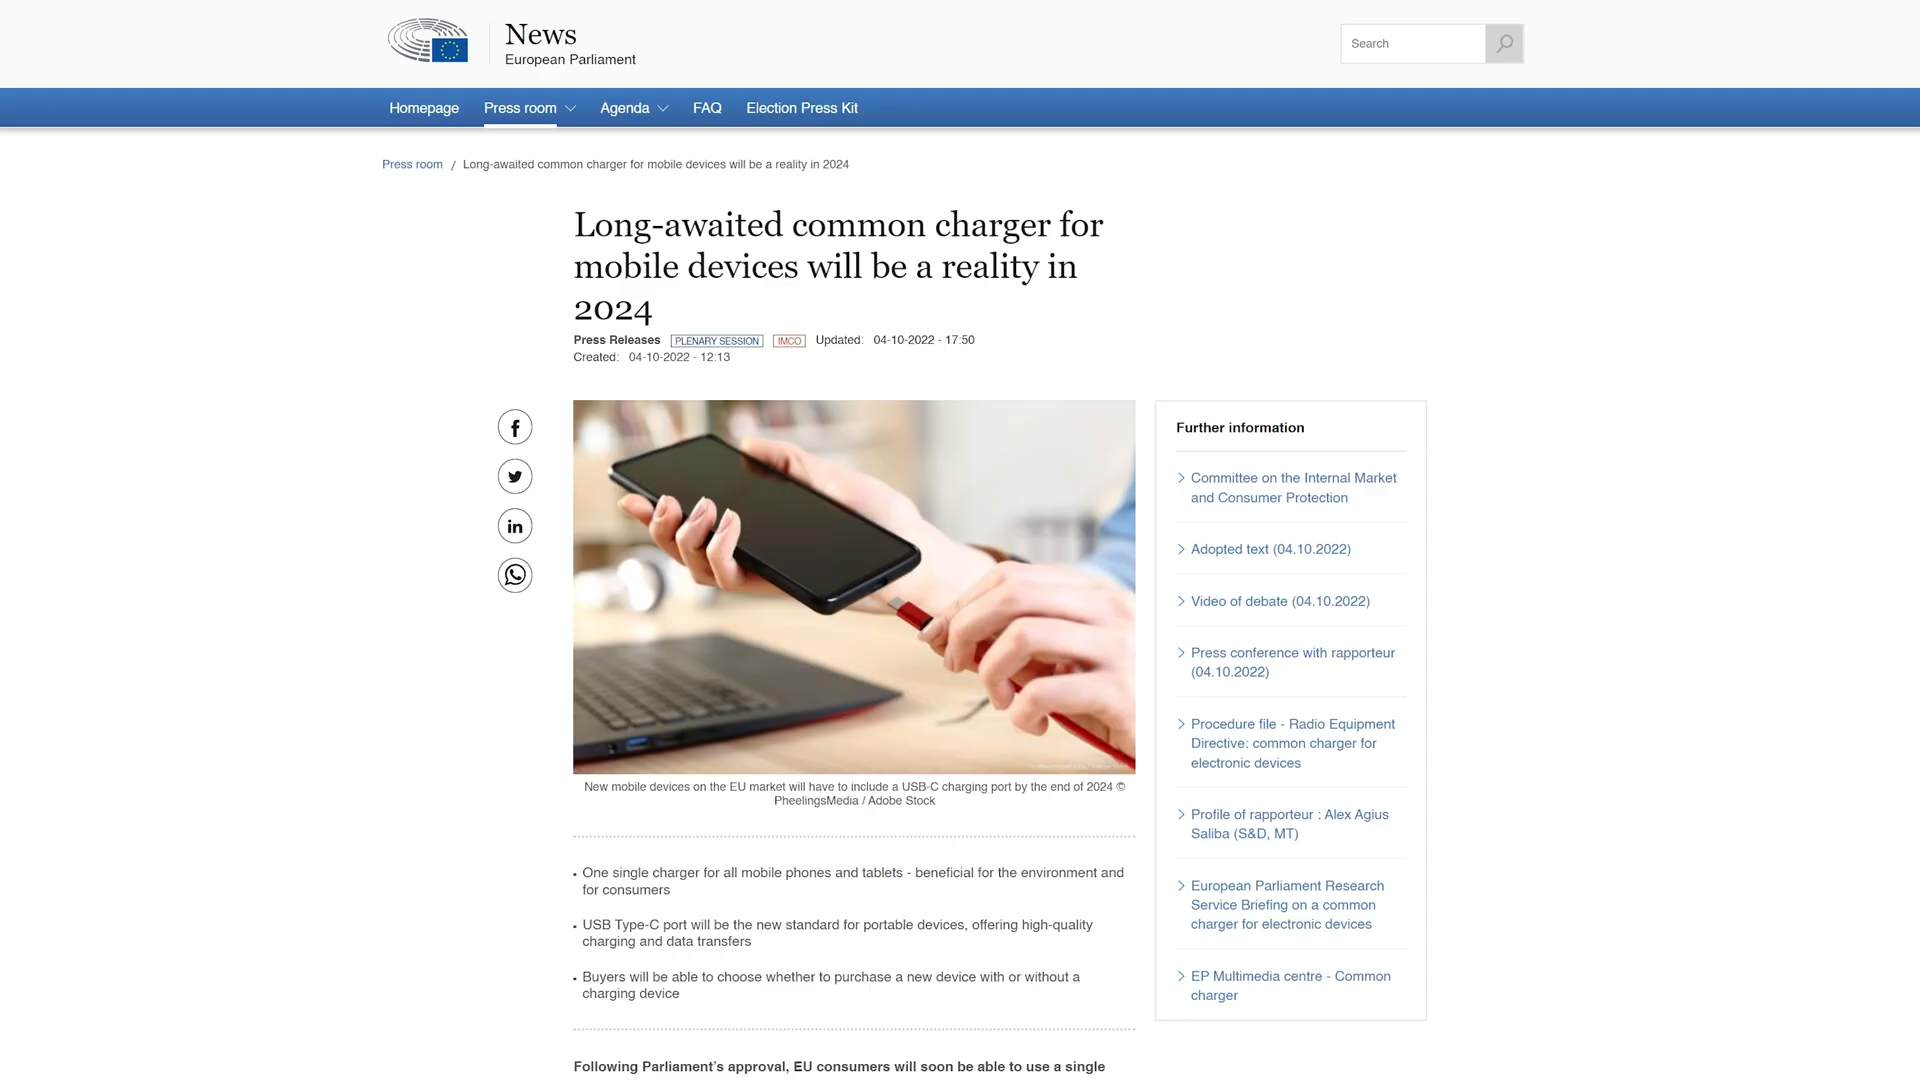 News
European Parliament
Search
Homepage
Press room
Agenda
FAQ
Election Press Kit
Press room / Long-awaited common charger for mobile devices will be a reality in 2024
Long-awaited common charger for
mobile devices will be a reality in
2024
Press Releases PLENARY SESSION IMCO Updated: 04-10-2022 - 17:50
Created: 04-10-2022 - 12:13
New mobile devices on the EU market will have to include a USB-C charging port by the end of 2024 ©
PheelingsMedia / Adobe Stock
• One single charger for all mobile phones and tablets - beneficial for the environment and
for consumers
• USB Type-C port will be the new standard for portable devices, offering high-quality
charging and data transfers
• Buyers will be able to choose whether to purchase a new device with or without a
charging device
Following Parliament's approval, EU consumers will soon be able to use a single
Further information
Committee on the Internal Market
and Consumer Protection
Adopted text (04.10.2022)
Video of debate (04.10.2022)
Press conference with rapporteur
(04.10.2022)
Procedure file - Radio Equipment
Directive: common charger for
electronic devices
Profile of rapporteur : Alex Agius
Saliba (S&D, MT)
European Parliament Research
Service Briefing on a common
charger for electronic devices
EP Multimedia centre - Common
charger